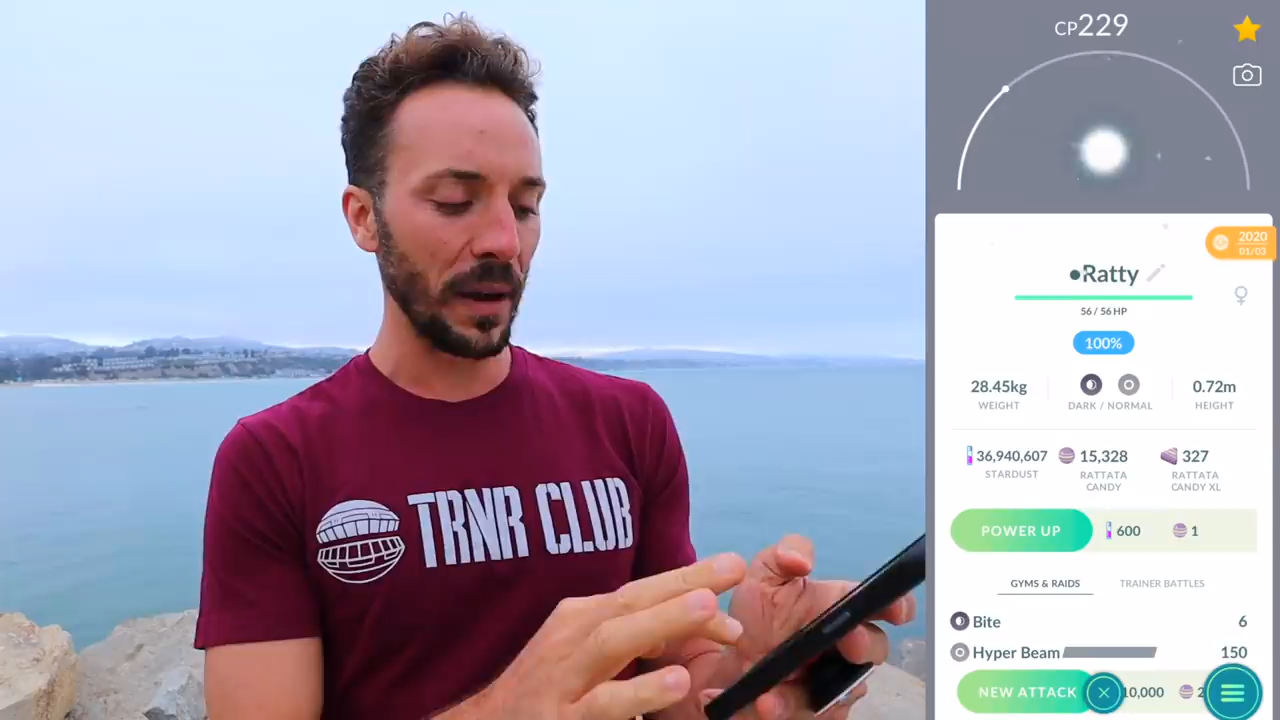 TRNR CLUB
CP229
2020
01/03
•Ratty
56 / 56 HP
100%
28.45kg
WEIGHT
DARK / NORMAL
0.72m
HEIGHT
36,940,607
STARDUST
15,328
RATTATA
CANDY
327
RATTATA
CANDY XL
POWER UP
600
1
GYMS & RAIDS
TRAINER BATTLES
Bite
6
Hyper Beam
150
NEW ATTACK
10,000
2